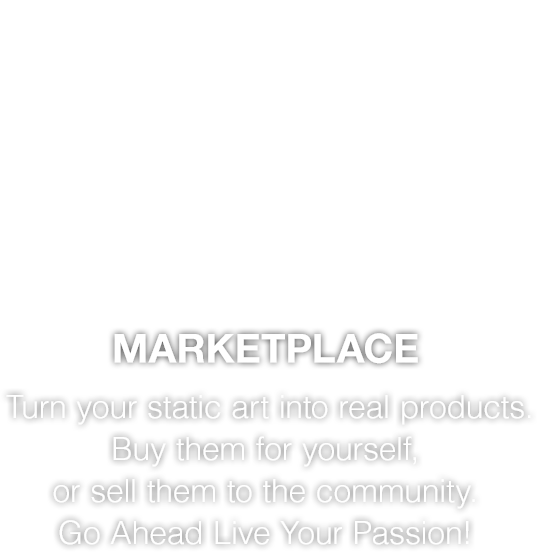 MARKETPLACE
Turn your static art into real products.
Buy them for yourself,
or sell them to the community.
Go Ahead Live Your Passion!